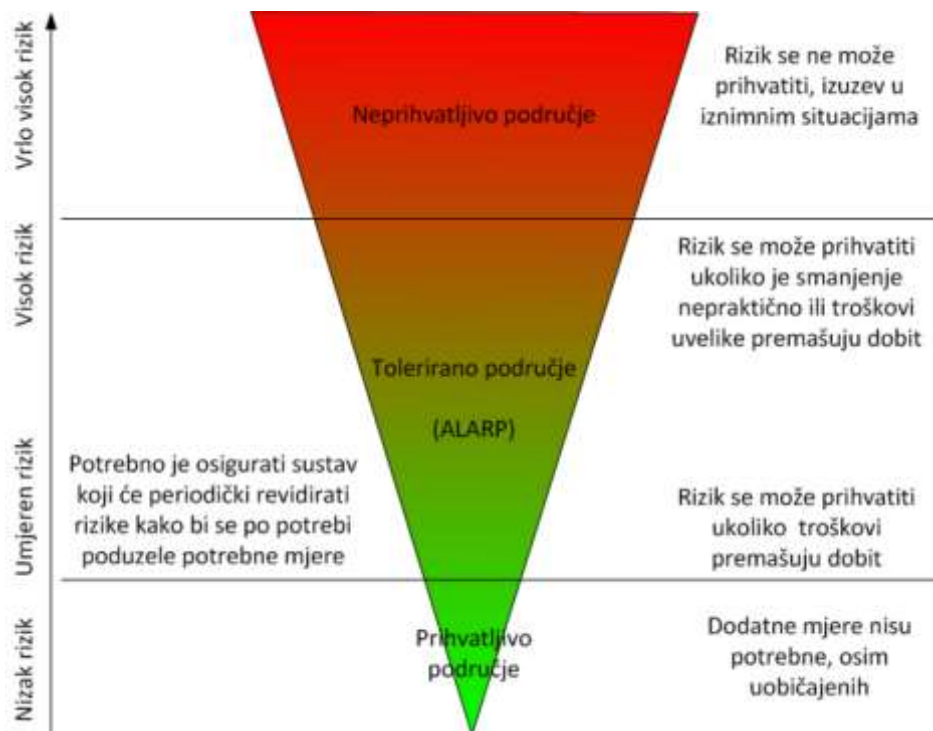 Vrlo visok rizik
Neprihvatljivo područje
Rizik se ne može
prihvatiti, izuzev u
iznimnim situacijama
Visok rizik
Rizik se može prihvatiti
ukoliko je smanjenje
nepraktično ili troškovi
uvelike premašuju dobit
Tolerirano područje
(ALARP)
Umjeren rizik
Potrebno je osigurati sustav
koji će periodički revidirati
rizike kako bi se po potrebi
poduzele potrebne mjere
Rizik se može prihvatiti
ukoliko troškovi
premašuju dobit
Nizak rizik
Prihvatljivo
područje
Dodatne mjere nisu
potrebne, osim
uobičajenih